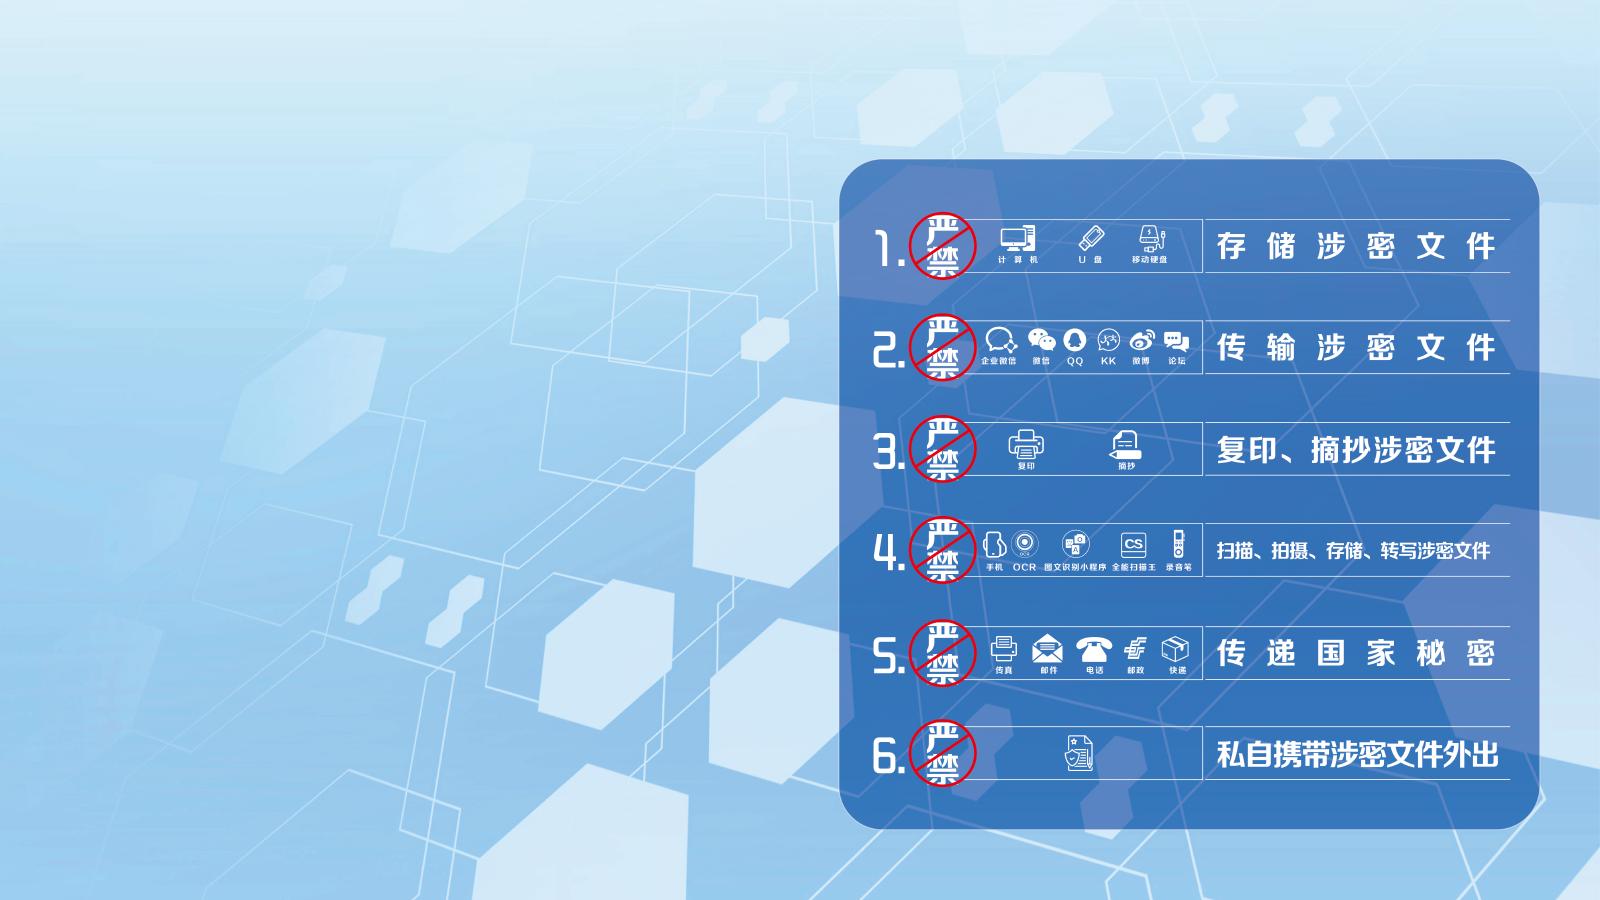 1. 严禁 计算机 U盘 移动硬盘 存储涉密文件
2. 严禁 企业微信 微信 QQ KK 微博 论坛 传输涉密文件
3. 严禁 复印 摘抄 复印、摘抄涉密文件
4. 严禁 手机 OCR 图文识别小程序 CS 全能扫描王 录音笔 扫描、拍摄、存储、转写涉密文件
5. 严禁 传真 邮件 电话 邮政 快递 传递国家秘密
6. 严禁 私自携带涉密文件外出